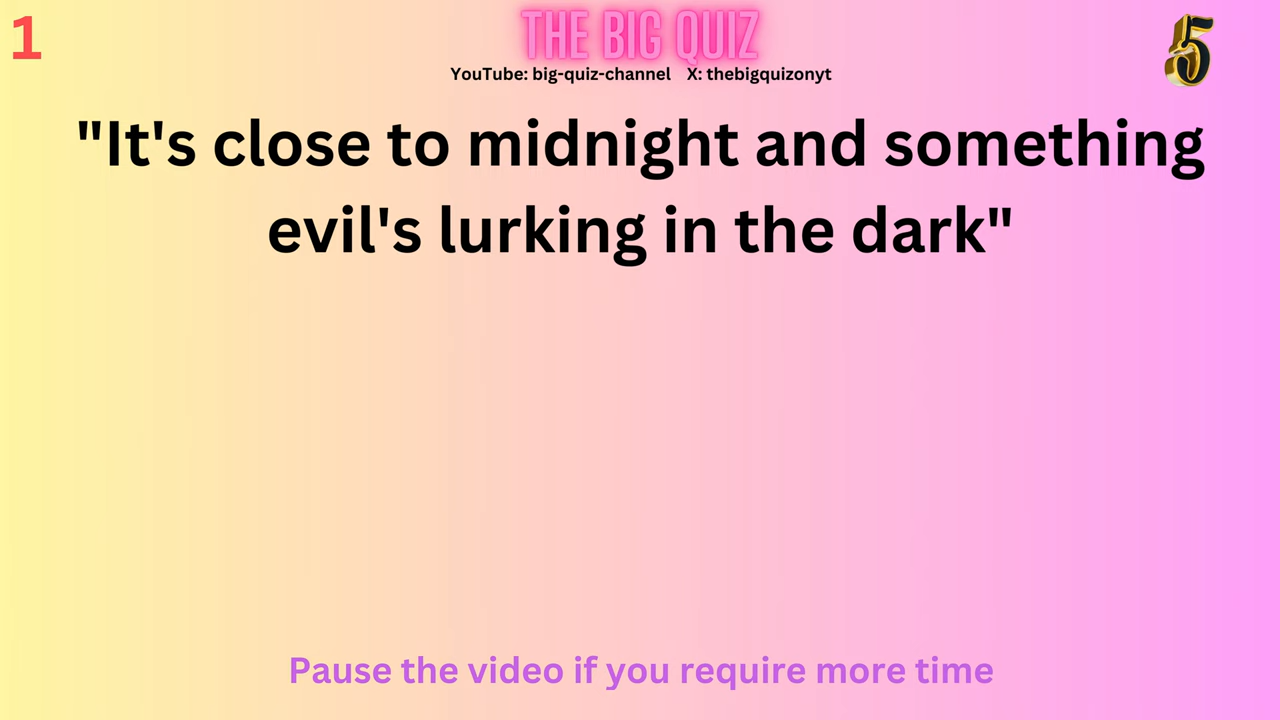 1
THE BIG QUIZ
5
YouTube: big-quiz-channel X: thebigquizonyt
"It's close to midnight and something
evil's lurking in the dark"
Pause the video if you require more time